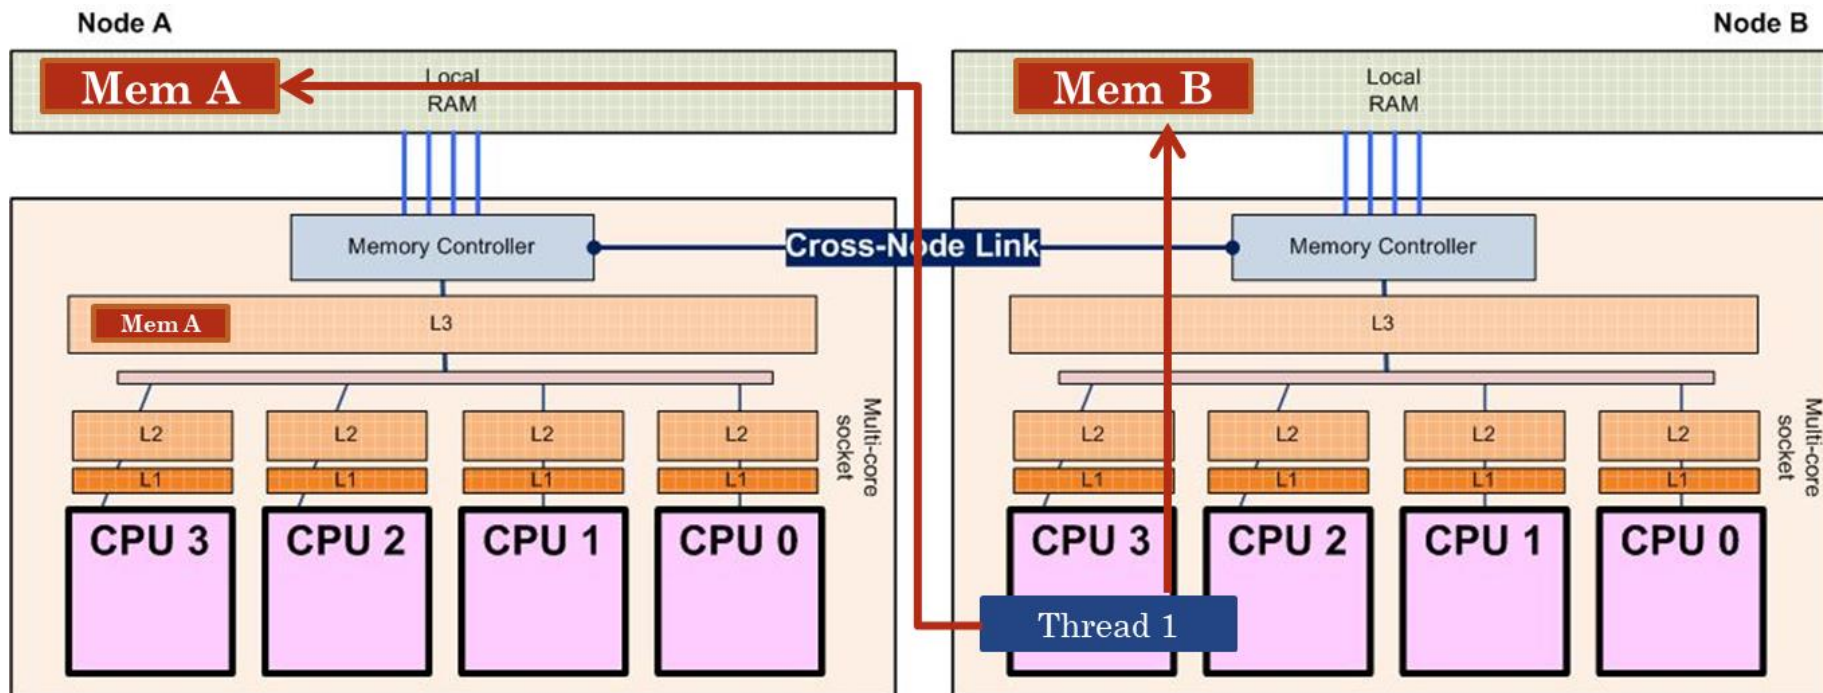 Node A
Node B
Mem A
Local
RAM
Mem B
Local
RAM
Memory Controller
Cross-Node Link
Memory Controller
Mem A
L3
L3
L2
L2
L2
L2
Multi-core
socket
L2
L2
L2
L2
Multi-core
socket
L1
L1
L1
L1
L1
L1
L1
L1
CPU 3
CPU 2
CPU 1
CPU 0
CPU 3
CPU 2
CPU 1
CPU 0
Thread 1